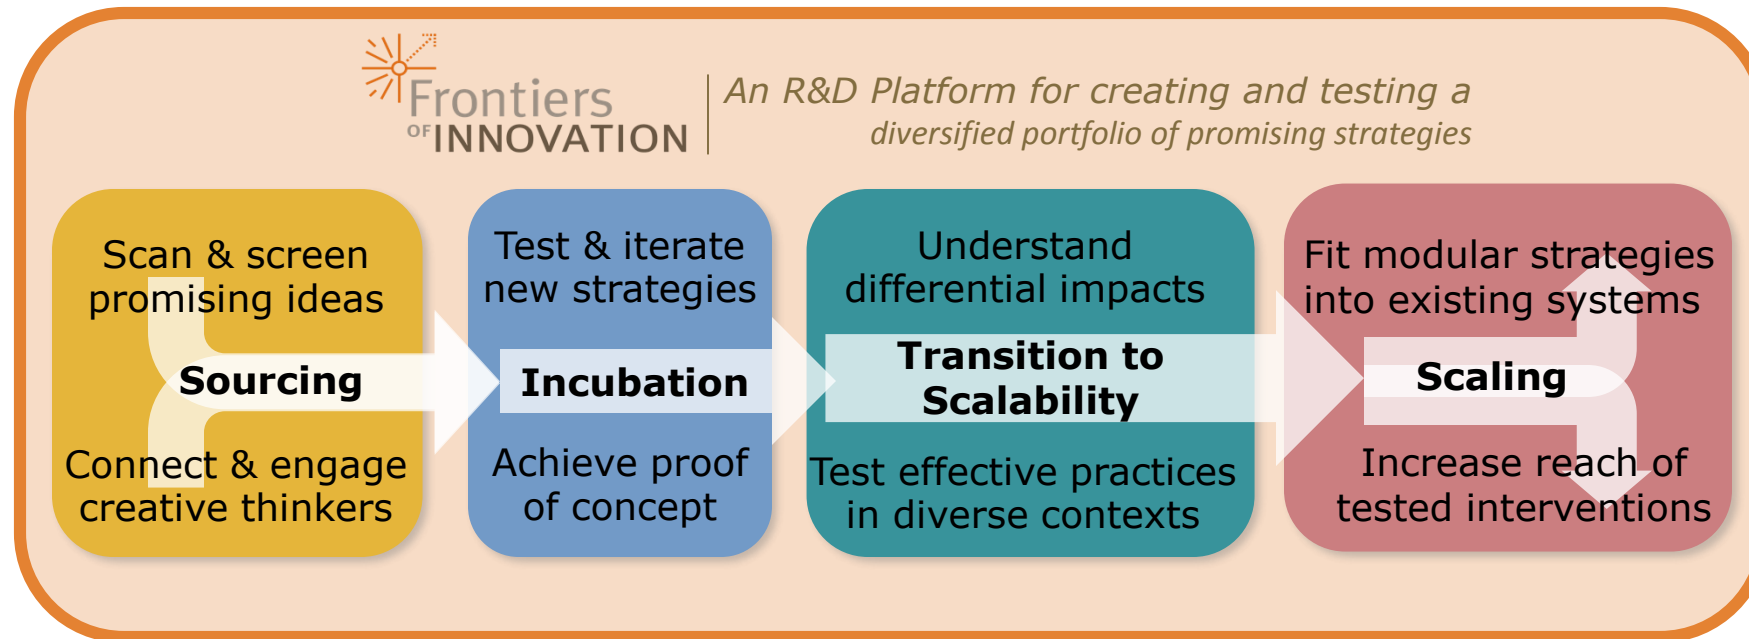 Frontiers
OF INNOVATION
An R&D Platform for creating and testing a
diversified portfolio of promising strategies
Scan & screen
promising ideas
Sourcing
Connect & engage
creative thinkers
Test & iterate
new strategies
Incubation
Achieve proof
of concept
Understand
differential impacts
Transition to
Scalability
Test effective practices
in diverse contexts
Fit modular strategies
into existing systems
Scaling
Increase reach of
tested interventions